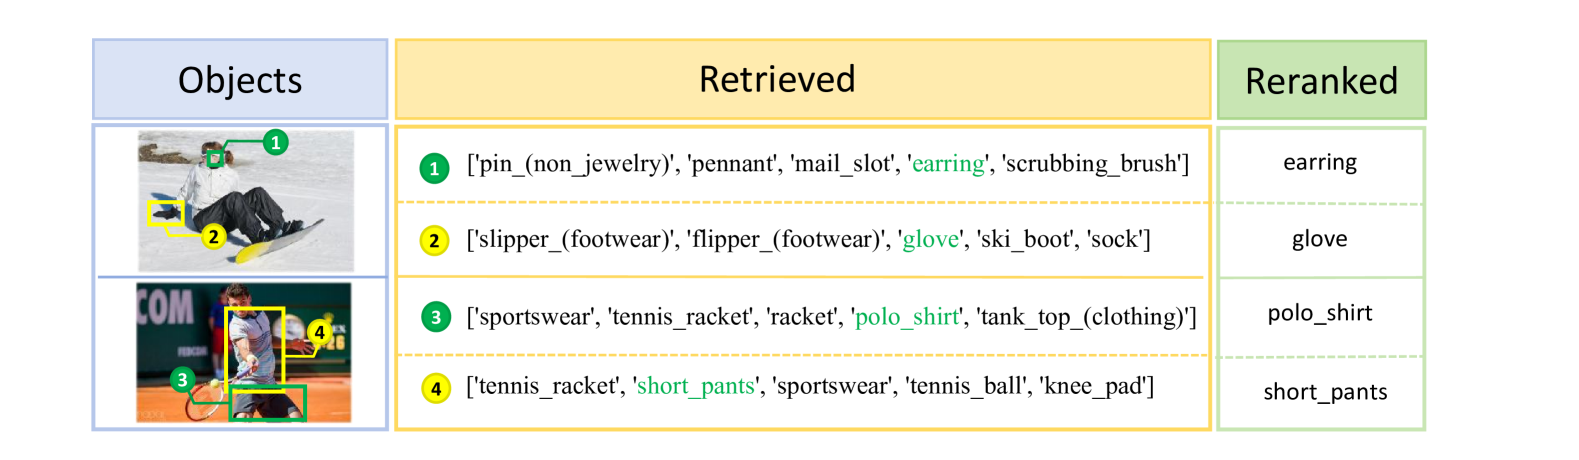 Objects
Retrieved
Reranked
1
2
1 ['pin_(non_jewelry)', 'pennant', 'mail_slot', 'earring', 'scrubbing_brush']
earring
2 ['slipper_(footwear)', 'flipper_(footwear)', 'glove', 'ski_boot', 'sock']
glove
COM
FEDCOM
26
4
3
3 ['sportswear', 'tennis_racket', 'racket', 'polo_shirt', 'tank_top_(clothing)']
polo_shirt
4 ['tennis_racket', 'short_pants', 'sportswear', 'tennis_ball', 'knee_pad']
short_pants